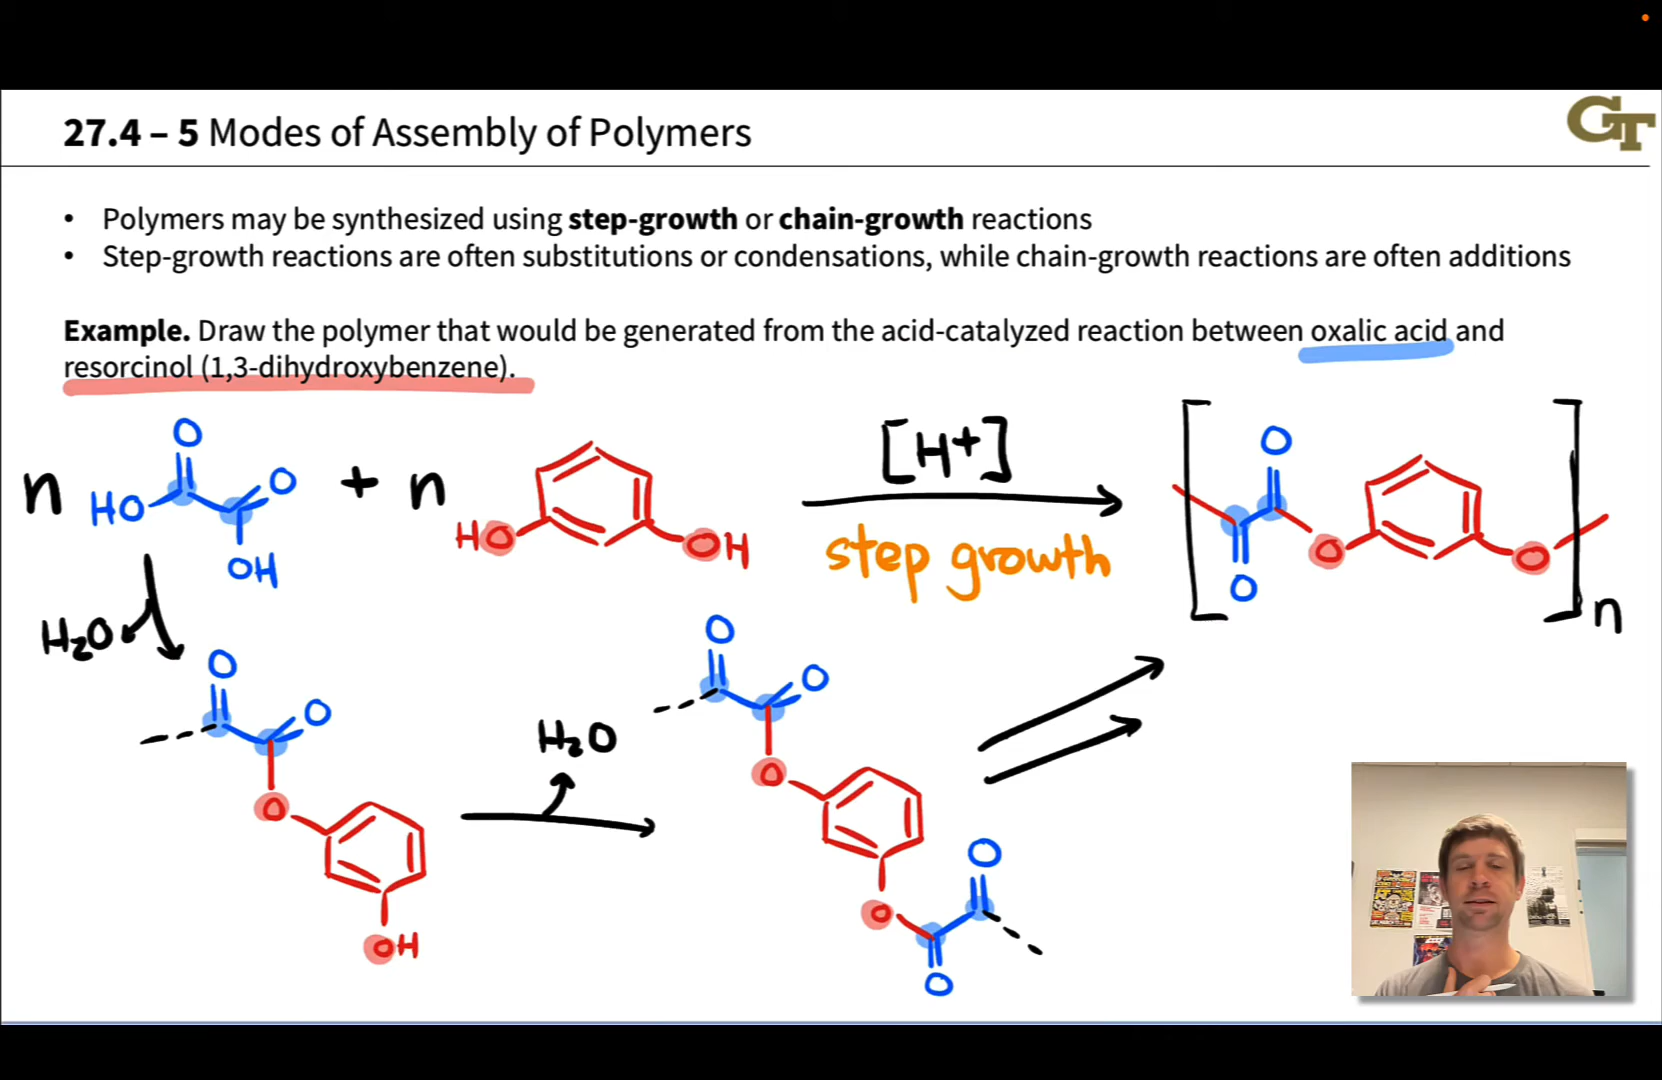 27.4 – 5 Modes of Assembly of Polymers
GT
• Polymers may be synthesized using step-growth or chain-growth reactions
• Step-growth reactions are often substitutions or condensations, while chain-growth reactions are often additions
Example. Draw the polymer that would be generated from the acid-catalyzed reaction between oxalic acid and
resorcinol (1,3-dihydroxybenzene).
n HO O O OH + n HO OH
[H+]
step growth
O O O O n
H₂O
O O O OH
H₂O
O O O O O O